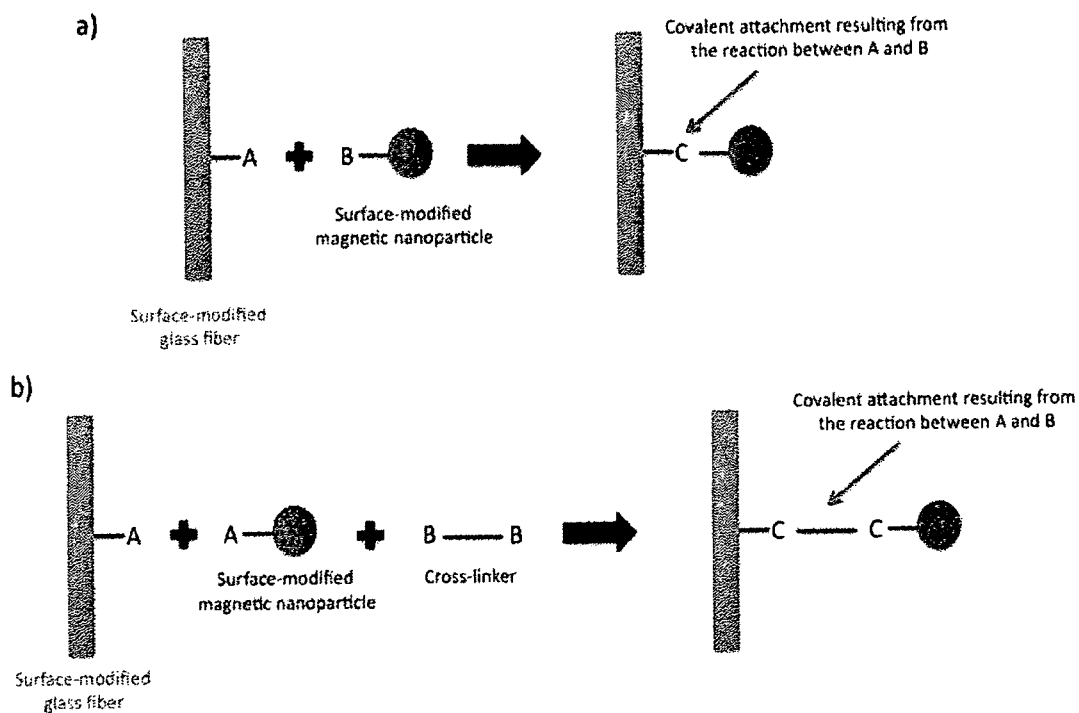 a)
Covalent attachment resulting from
the reaction between A and B
A
B
C
Surface-modified
magnetic nanoparticle
Surface-modified
glass fiber
b)
Covalent attachment resulting from
the reaction between A and B
A
A
B
B
C
C
Surface-modified
magnetic nanoparticle
Cross-linker
Surface-modified
glass fiber